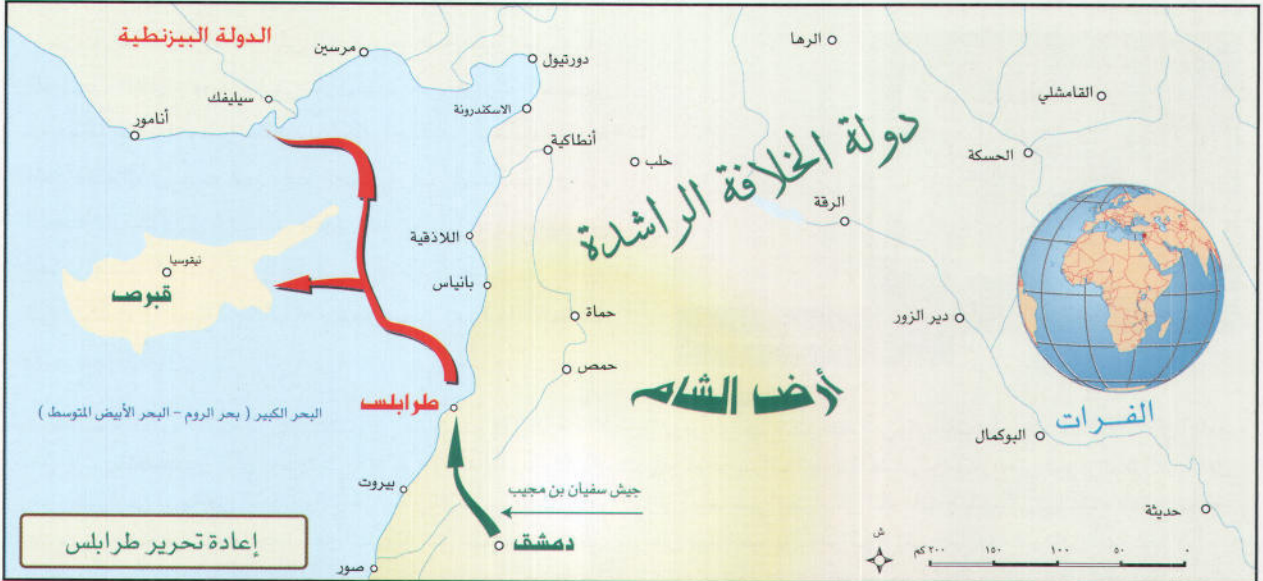 الدولة البيزنطية
مرسين
دورتيول
الرها
سيليفك
أنامور
الاسكندرونة
القامشلي
أنطاكية
حلب
الحسكة
دولة الخلافة الراشدة
الرقة
اللاذقية
نيقوسيا
قبرص
بانياس
حماة
دير الزور
حمص
أرض الشام
طرابلس
البحر الكبير ( بحر الروم - البحر الأبيض المتوسط )
الفرات
البوكمال
بيروت
جيش سفيان بن مجيب
حديثة
دمشق
إعادة تحرير طرابلس
صور
ش
٠ ٥٠ ١٠٠ ١٥٠ ٢٠٠ كم